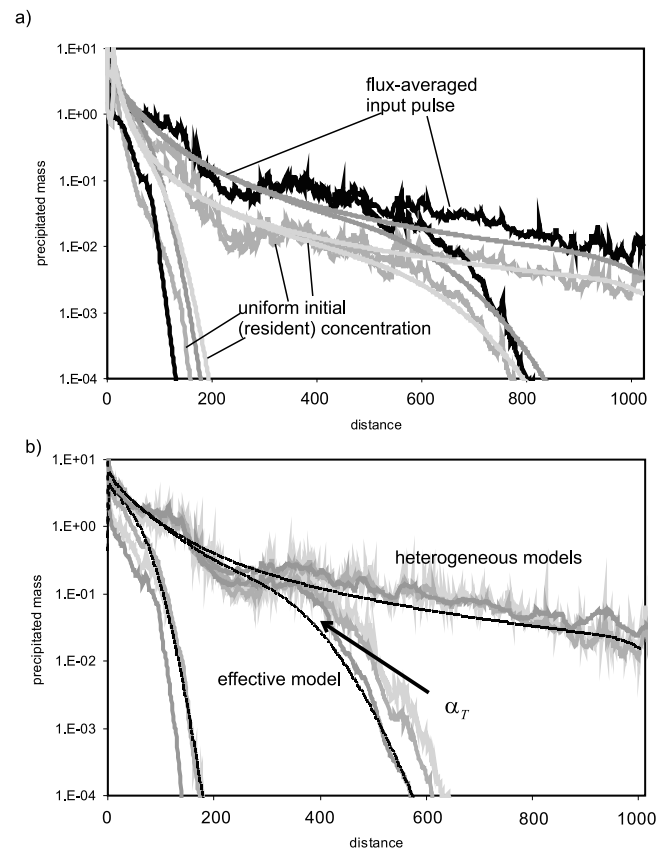 a)
1.E+01
1.E+00
1.E-01
1.E-02
1.E-03
1.E-04
precipitated mass
flux-averaged
input pulse
uniform initial
(resident) concentration
0
200
400
600
800
1000
distance
b)
1.E+01
1.E+00
1.E-01
1.E-02
1.E-03
1.E-04
precipitated mass
heterogeneous models
effective model
α_T
0
200
400
600
800
1000
distance